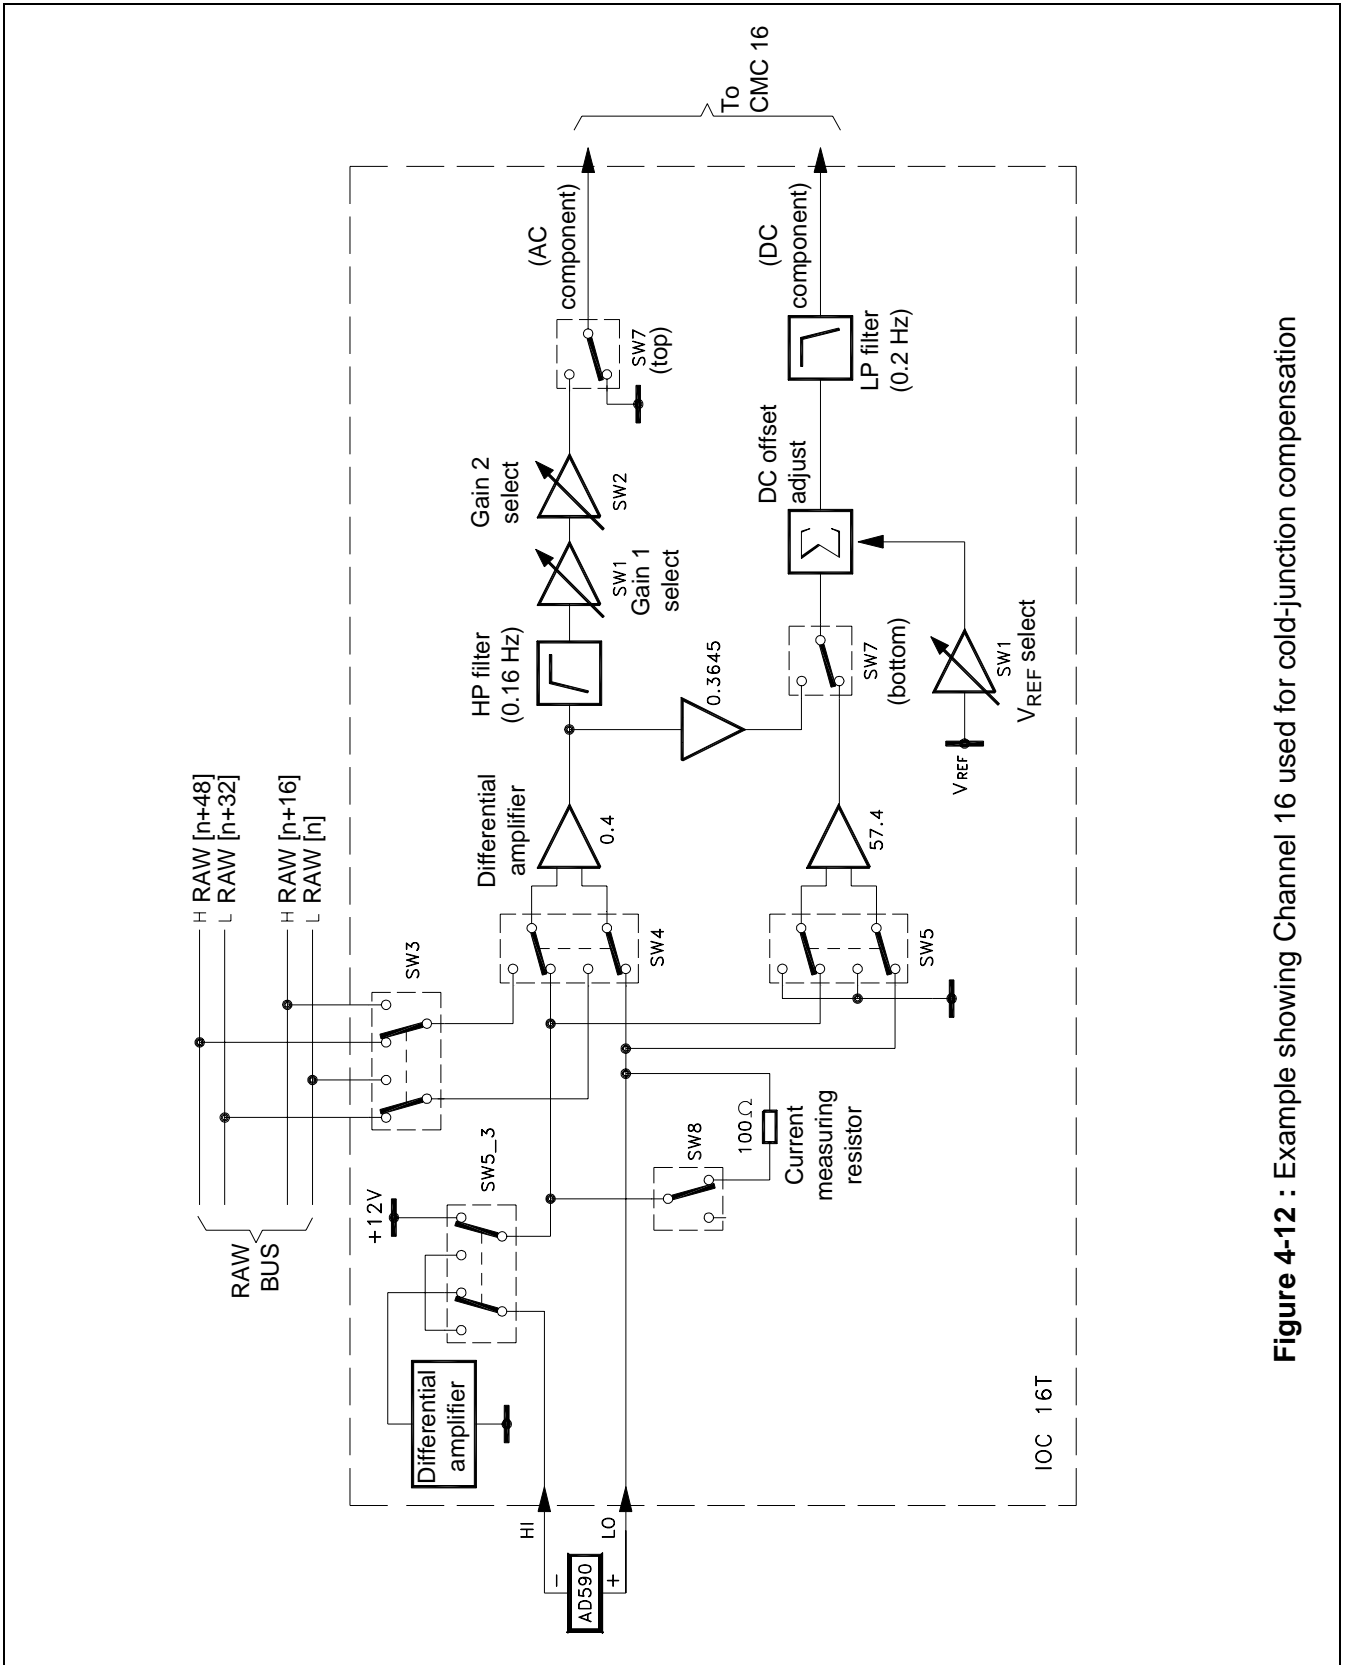 RAW
BUS
H RAW [n+48]
L RAW [n+32]
H RAW [n+16]
L RAW [n]
+12V
SW5_3
SW3
Differential
amplifier
HI
LO
-
AD590
+
SW8
100Ω
Current
measuring
resistor
SW4
SW5
Differential
amplifier
0.4
57.4
HP filter
(0.16 Hz)
0.3645
SW1
Gain 1
select
Gain 2
select
SW2
SW7
(top)
(AC
component)
SW7
(bottom)
VREF
SW1
VREF select
DC offset
adjust
Σ
LP filter
(0.2 Hz)
(DC
component)
To
CMC 16
IOC 16T
Figure 4-12 : Example showing Channel 16 used for cold-junction compensation